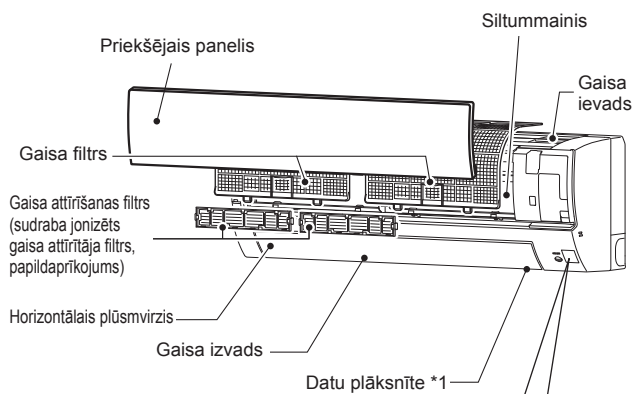 Siltummainis
Priekšējais panelis
Gaisa
ievads
Gaisa filtrs
Gaisa attīrīšanas filtrs
(sudraba jonizēts
gaisa attīrītāja filtrs,
papildaprīkojums)
Horizontālais plūsmvirzis
Gaisa izvads
Datu plāksnīte *1